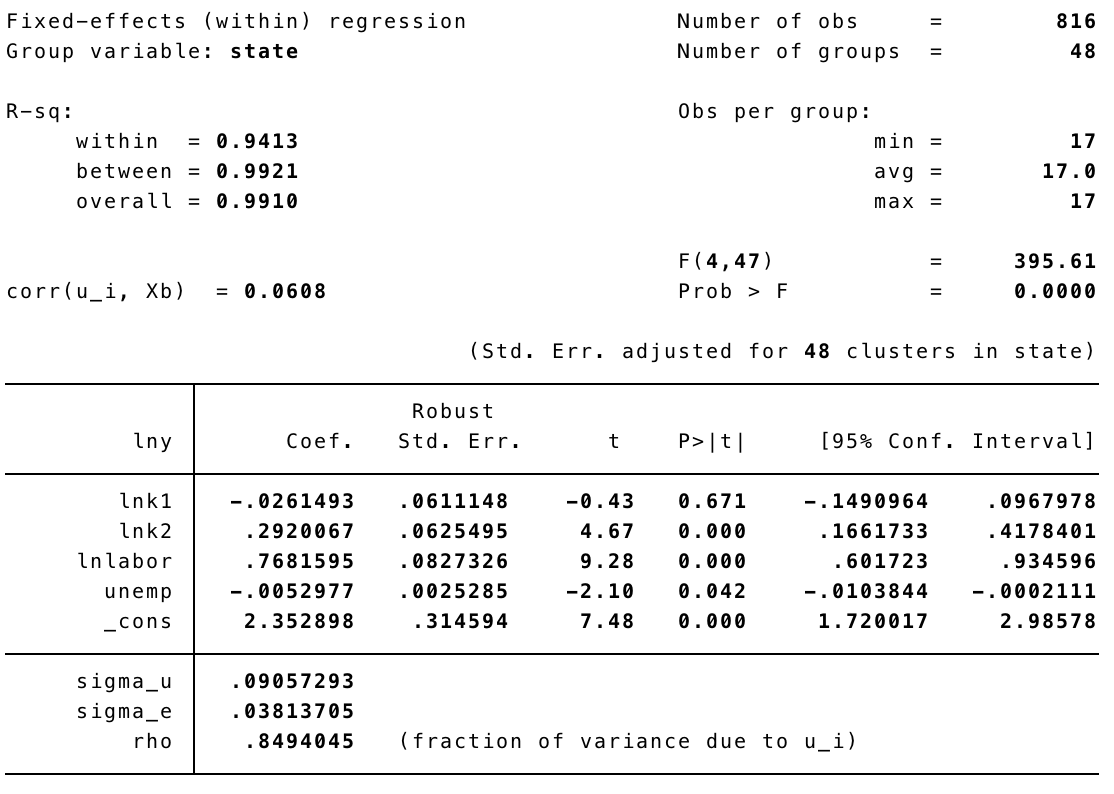 Fixed-effects (within) regression Number of obs = 816
Group variable: state Number of groups = 48
R-sq: Obs per group:
within = 0.9413 min = 17
between = 0.9921 avg = 17.0
overall = 0.9910 max = 17
F(4,47) = 395.61
corr(u_i, Xb) = 0.0608 Prob > F = 0.0000
(Std. Err. adjusted for 48 clusters in state)
Robust
lny Coef. Std. Err. t P>|t| [95% Conf. Interval]
lnk1 -.0261493 .0611148 -0.43 0.671 -.1490964 .0967978
lnk2 .2920067 .0625495 4.67 0.000 .1661733 .4178401
lnlabor .7681595 .0827326 9.28 0.000 .601723 .934596
unemp -.0052977 .0025285 -2.10 0.042 -.0103844 -.0002111
_cons 2.352898 .314594 7.48 0.000 1.720017 2.98578
sigma_u .09057293
sigma_e .03813705
rho .8494045 (fraction of variance due to u_i)